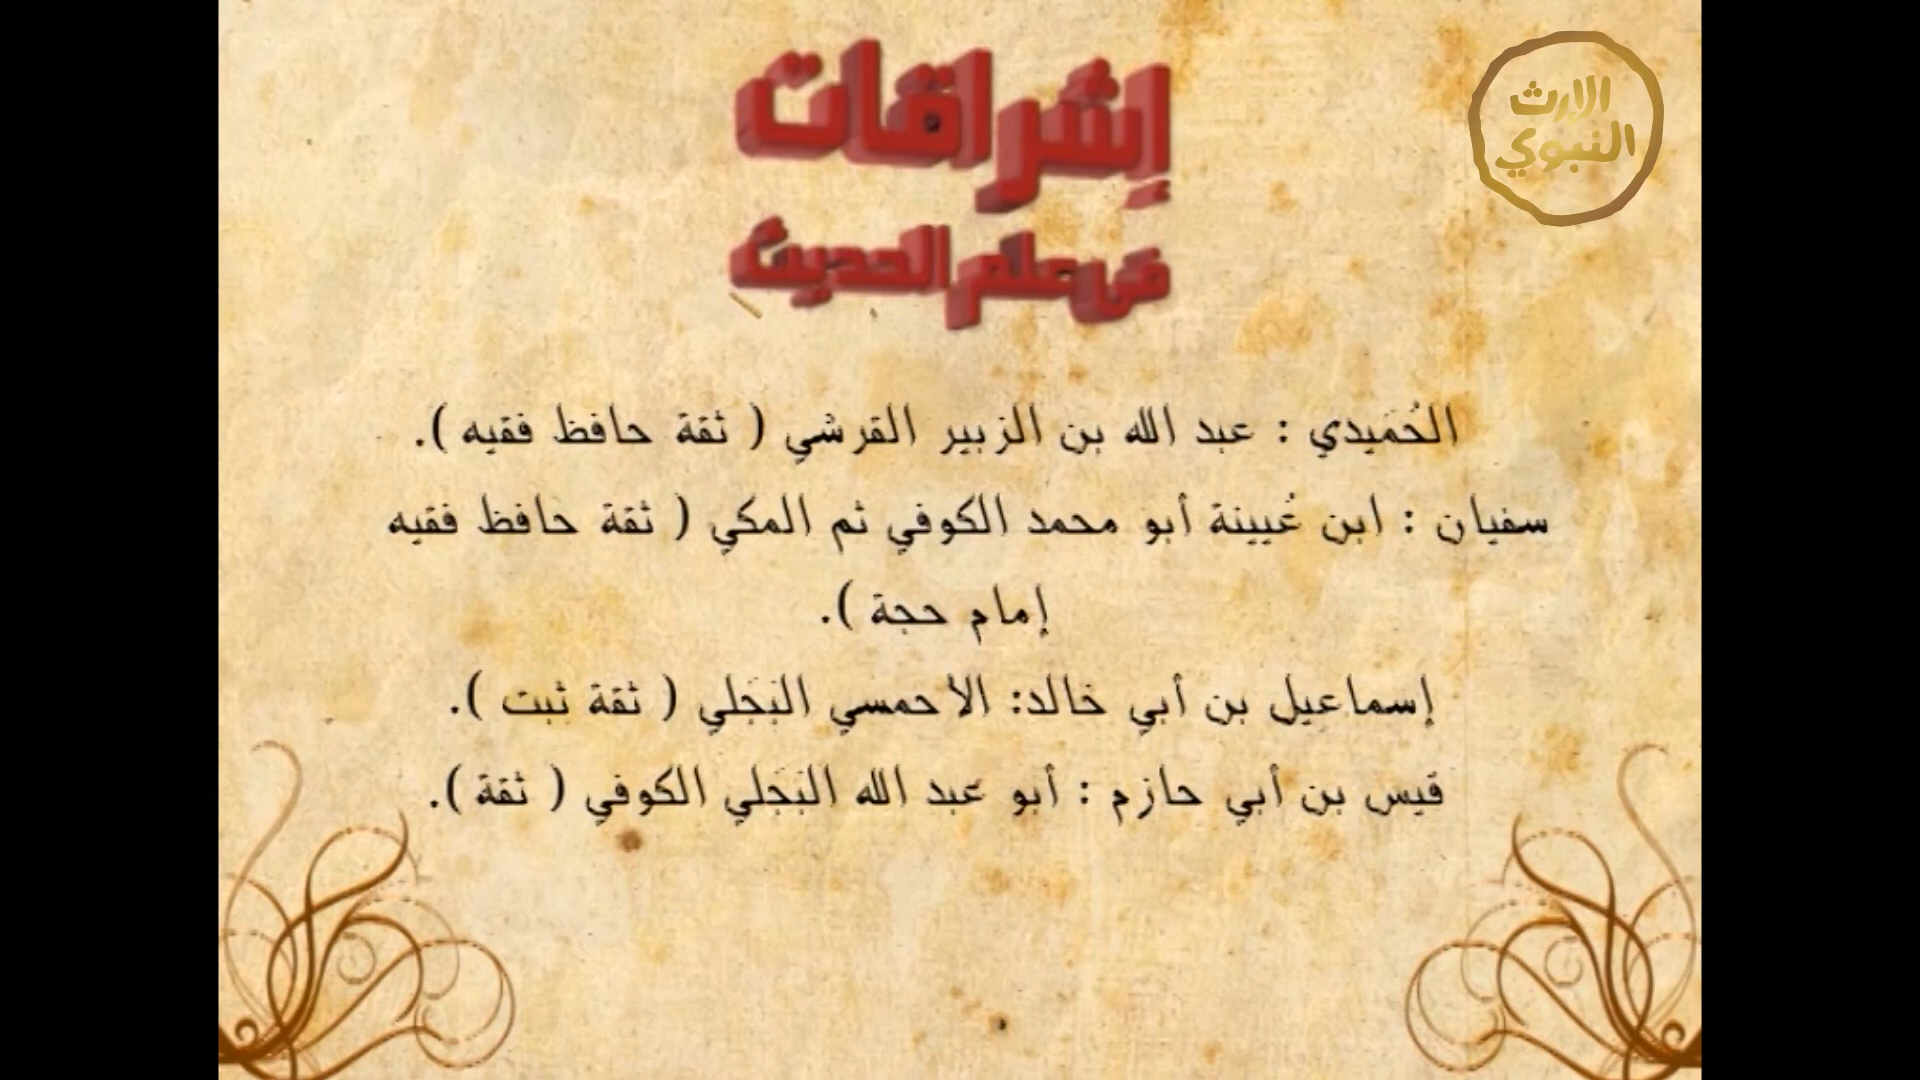 إشراقات
في علم الحديث
الإرث
النبوي
الحُمَيدي : عبد الله بن الزبير القرشي ( ثقة حافظ فقيه ).
سفيان : ابن عُيينة أبو محمد الكوفي ثم المكي ( ثقة حافظ فقيه
إمام حجة ).
إسماعيل بن أبي خالد: الأحمسي البَجَلي ( ثقة ثبت ).
قيس بن أبي حازم : أبو عبد الله البَجَلي الكوفي ( ثقة ).